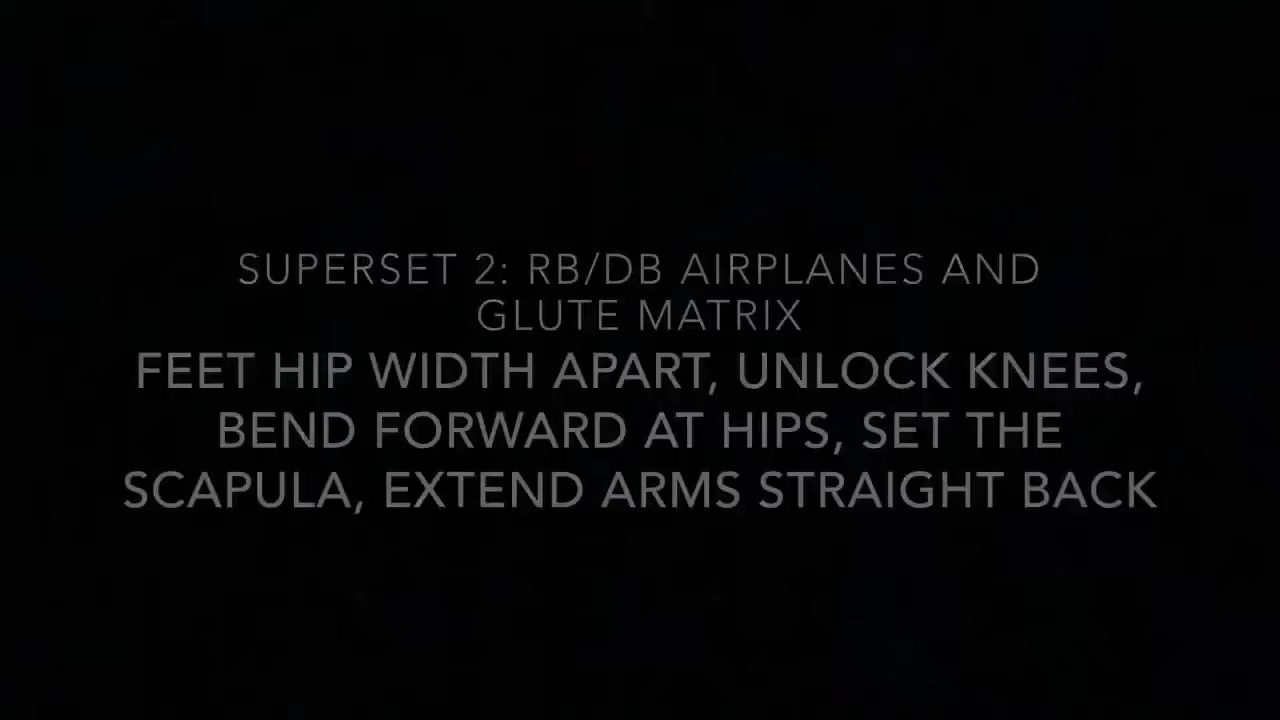 SUPERSET 2: RB/DB AIRPLANES AND
GLUTE MATRIX
FEET HIP WIDTH APART, UNLOCK KNEES,
BEND FORWARD AT HIPS, SET THE
SCAPULA, EXTEND ARMS STRAIGHT BACK